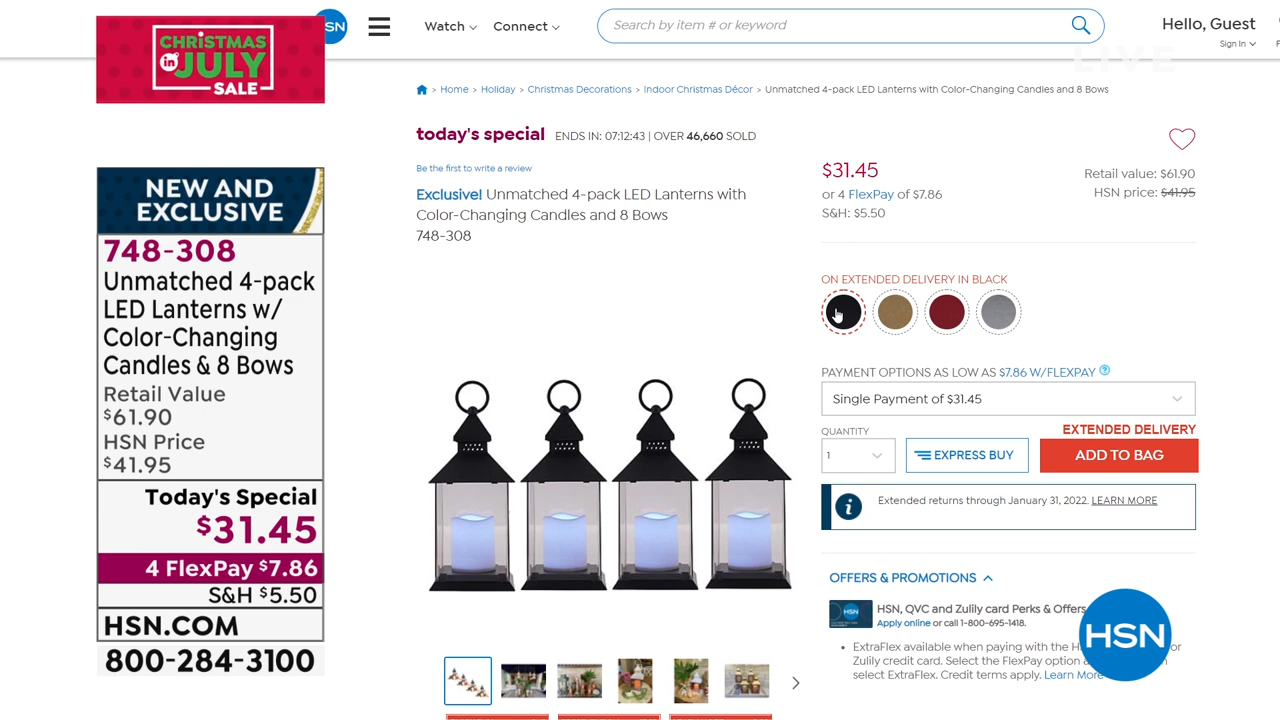 CHRISTMAS
in
JULY
SALE
HSN
Watch
Connect
Search by item # or keyword
Hello, Guest
Sign In
LIVE
> Home > Holiday > Christmas Decorations > Indoor Christmas Décor > Unmatched 4-pack LED Lanterns with Color-Changing Candles and 8 Bows
today's special ENDS IN: 07:12:43 | OVER 46,660 SOLD
Be the first to write a review
Exclusive! Unmatched 4-pack LED Lanterns with
Color-Changing Candles and 8 Bows
748-308
$31.45
or 4 FlexPay of $7.86
S&H: $5.50
Retail value: $61.90
HSN price: $41.95
ON EXTENDED DELIVERY IN BLACK
PAYMENT OPTIONS AS LOW AS $7.86 W/FLEXPAY ?
Single Payment of $31.45
QUANTITY
1
EXPRESS BUY
EXTENDED DELIVERY
ADD TO BAG
i
Extended returns through January 31, 2022. LEARN MORE
OFFERS & PROMOTIONS
HSN
HSN, QVC and Zulily card Perks & Offers
Apply online or call 1-800-695-1418.
• ExtraFlex available when paying with the H or
Zulily credit card. Select the FlexPay option a
select ExtraFlex. Credit terms apply. Learn More
HSN
NEW AND
EXCLUSIVE
748-308
Unmatched 4-pack
LED Lanterns w/
Color-Changing
Candles & 8 Bows
Retail Value
$61.90
HSN Price
$41.95
Today's Special
$31.45
4 FlexPay $7.86
S&H $5.50
HSN.COM
800-284-3100